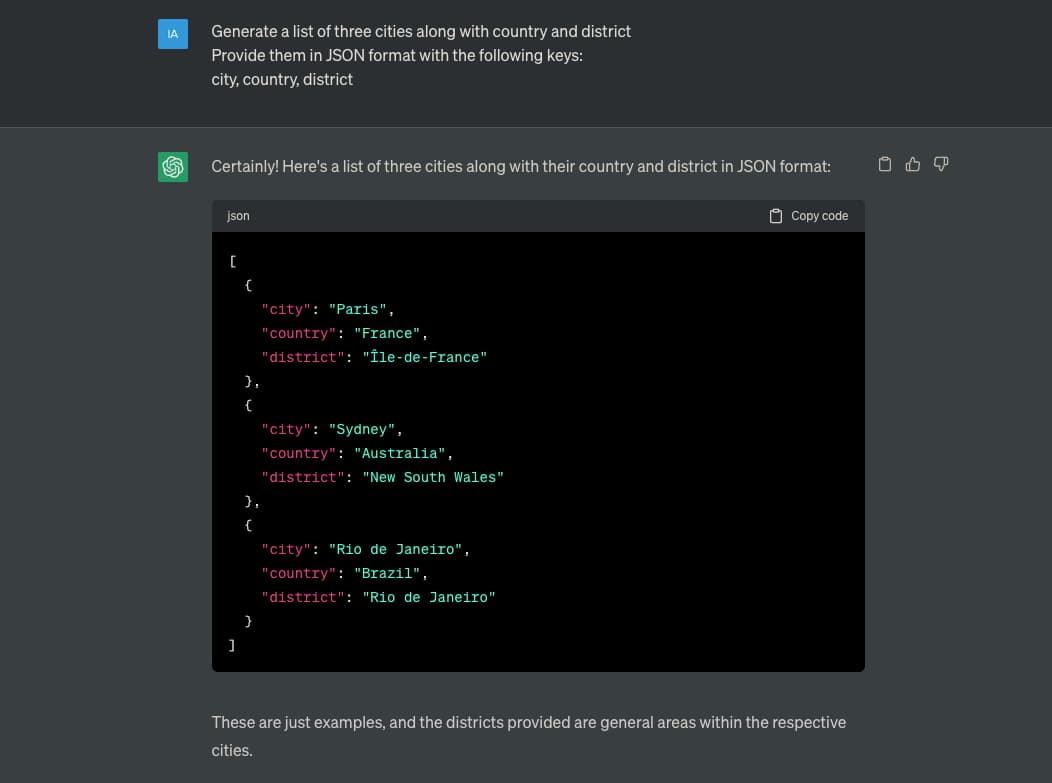 IA
Generate a list of three cities along with country and district
Provide them in JSON format with the following keys:
city, country, district
Certainly! Here's a list of three cities along with their country and district in JSON format:
json
Copy code
[
  {
    "city": "Paris",
    "country": "France",
    "district": "Île-de-France"
  },
  {
    "city": "Sydney",
    "country": "Australia",
    "district": "New South Wales"
  },
  {
    "city": "Rio de Janeiro",
    "country": "Brazil",
    "district": "Rio de Janeiro"
  }
]
These are just examples, and the districts provided are general areas within the respective
cities.